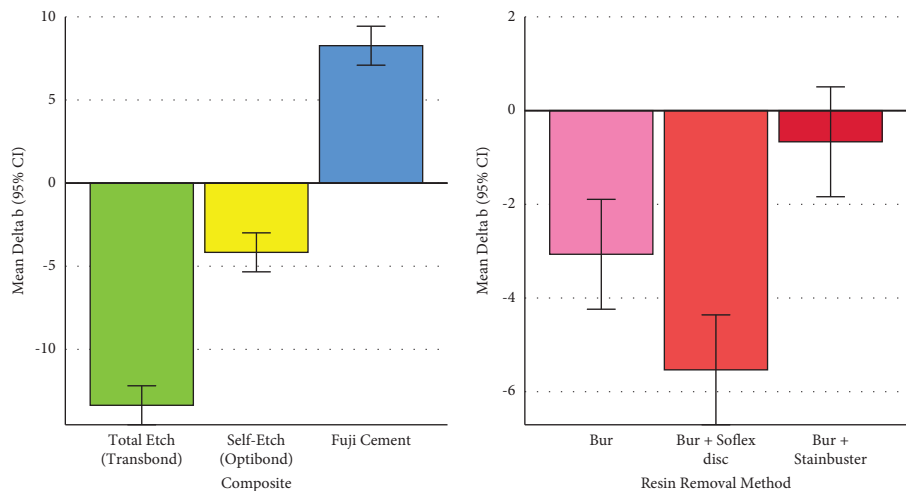 Mean Delta b (95% CI)
10
5
0
-5
-10
Total Etch
(Transbond)
Self-Etch
(Optibond)
Fuji Cement
Composite
Mean Delta b (95% CI)
2
0
-2
-4
-6
Bur
Bur + Soflex
disc
Bur +
Stainbuster
Resin Removal Method